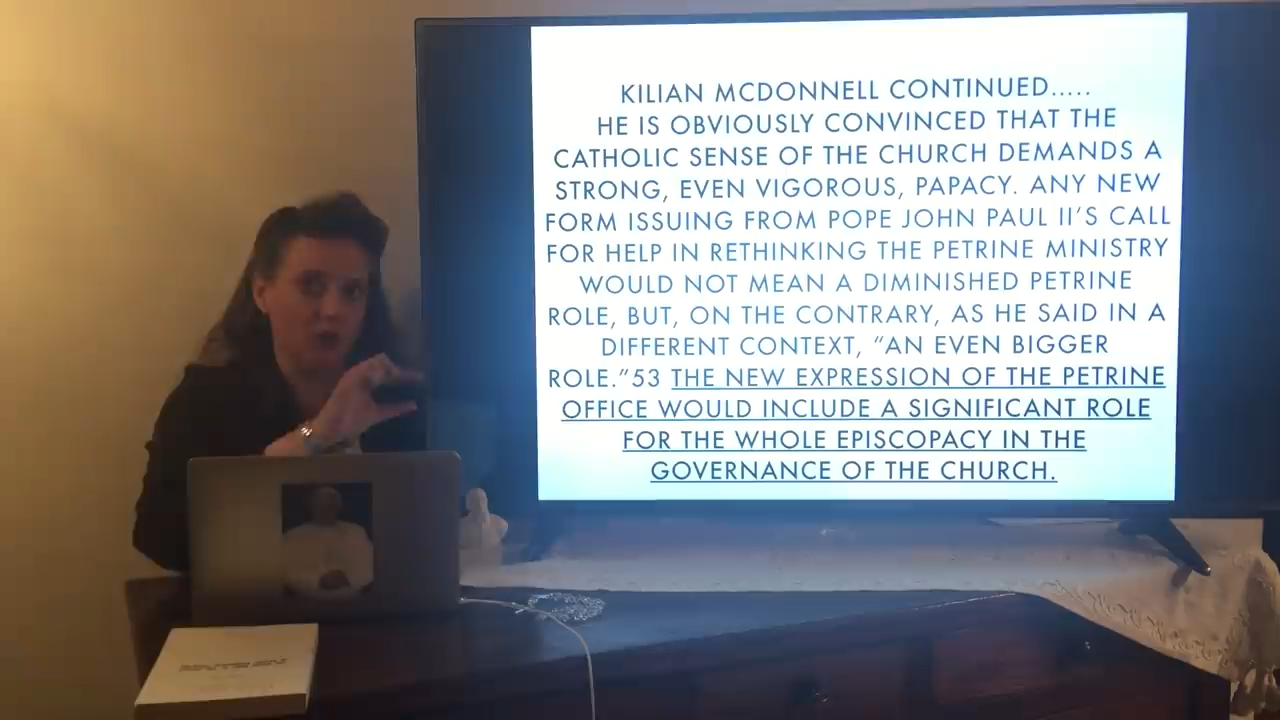 KILIAN MCDONNELL CONTINUED…..
HE IS OBVIOUSLY CONVINCED THAT THE
CATHOLIC SENSE OF THE CHURCH DEMANDS A
STRONG, EVEN VIGOROUS, PAPACY. ANY NEW
FORM ISSUING FROM POPE JOHN PAUL II’S CALL
FOR HELP IN RETHINKING THE PETRINE MINISTRY
WOULD NOT MEAN A DIMINISHED PETRINE
ROLE, BUT, ON THE CONTRARY, AS HE SAID IN A
DIFFERENT CONTEXT, “AN EVEN BIGGER
ROLE.”53 THE NEW EXPRESSION OF THE PETRINE
OFFICE WOULD INCLUDE A SIGNIFICANT ROLE
FOR THE WHOLE EPISCOPACY IN THE
GOVERNANCE OF THE CHURCH.